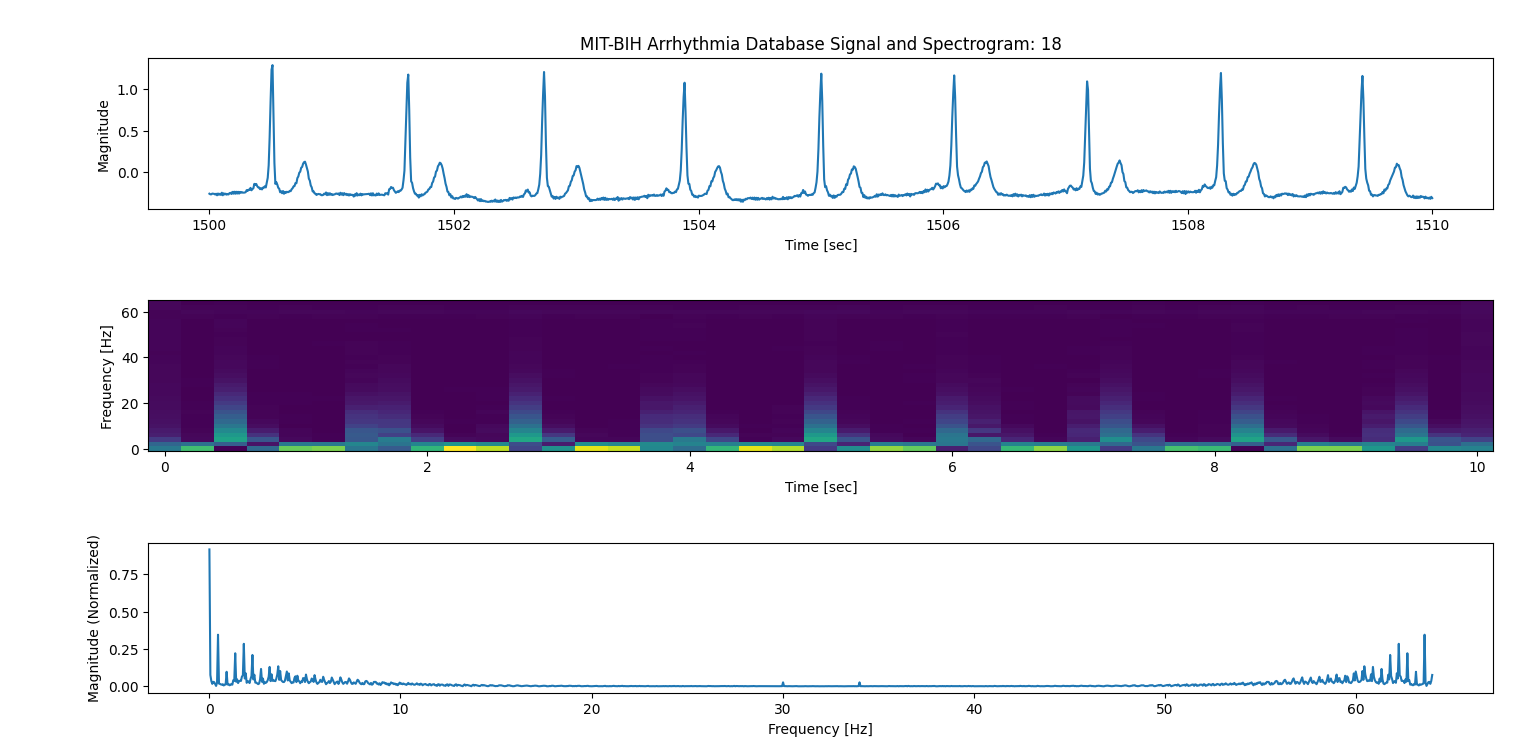 MIT-BIH Arrhythmia Database Signal and Spectrogram: 18
Magnitude
1.0
0.5
0.0
1500 1502 1504 1506 1508 1510
Time [sec]
Frequency [Hz]
60
40
20
0
0 2 4 6 8 10
Time [sec]
Magnitude (Normalized)
0.75
0.50
0.25
0.00
0 10 20 30 40 50 60
Frequency [Hz]